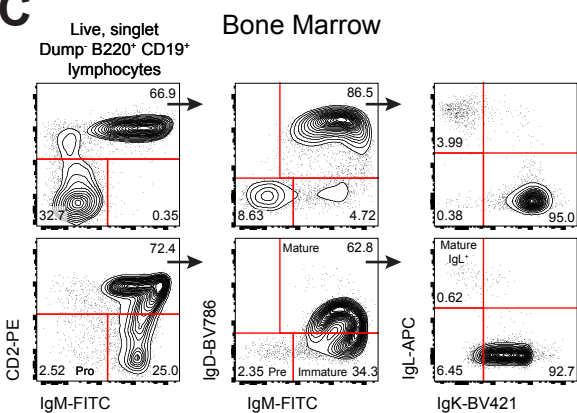 C
Bone Marrow
Live, singlet
Dump⁻ B220⁺ CD19⁺
lymphocytes
66.9
32.7
0.35
86.5
8.63
4.72
3.99
0.38
95.0
72.4
2.52
Pro
25.0
Mature
62.8
2.35
Pre
Immature
34.3
Mature
IgL⁺
0.62
6.45
92.7
CD2-PE
IgM-FITC
IgD-BV786
IgM-FITC
IgL-APC
IgK-BV421